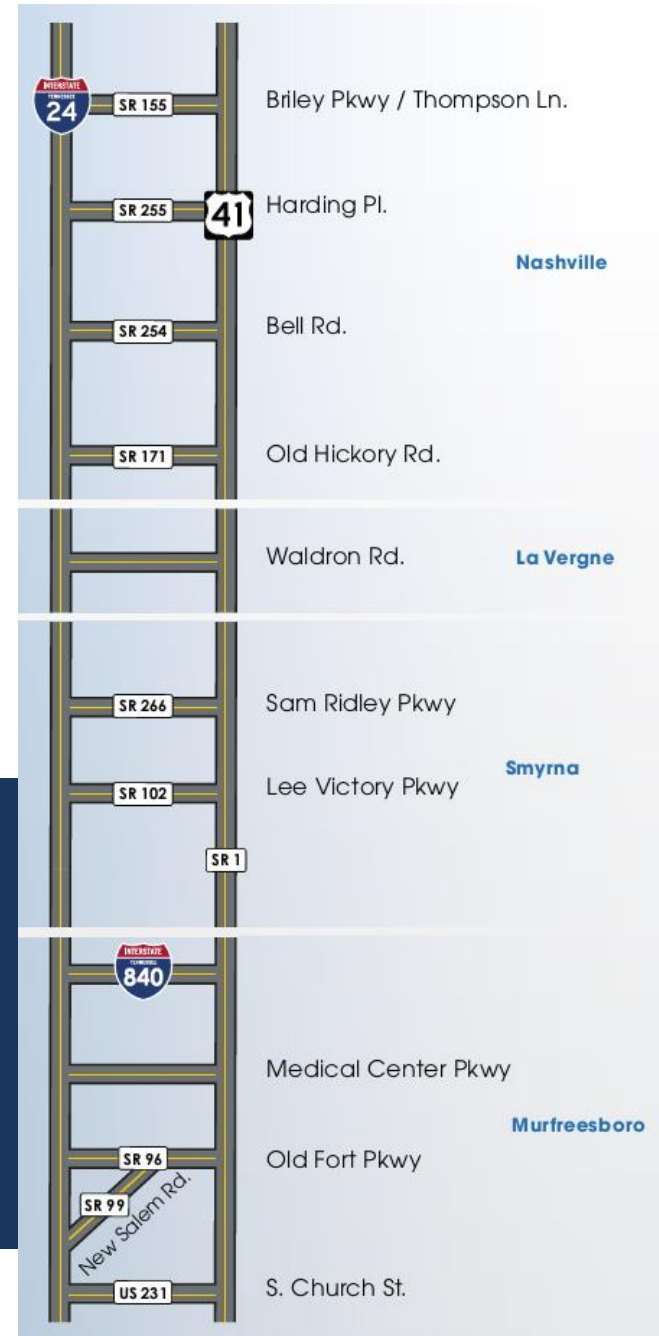 INTERSTATE
TENNESSEE
24
SR 155
Briley Pkwy / Thompson Ln.
SR 255
41
Harding Pl.
Nashville
SR 254
Bell Rd.
SR 171
Old Hickory Rd.
Waldron Rd.
La Vergne
SR 266
Sam Ridley Pkwy
Smyrna
SR 102
Lee Victory Pkwy
SR 1
INTERSTATE
TENNESSEE
840
Medical Center Pkwy
Murfreesboro
SR 96
Old Fort Pkwy
SR 99
New Salem Rd.
US 231
S. Church St.